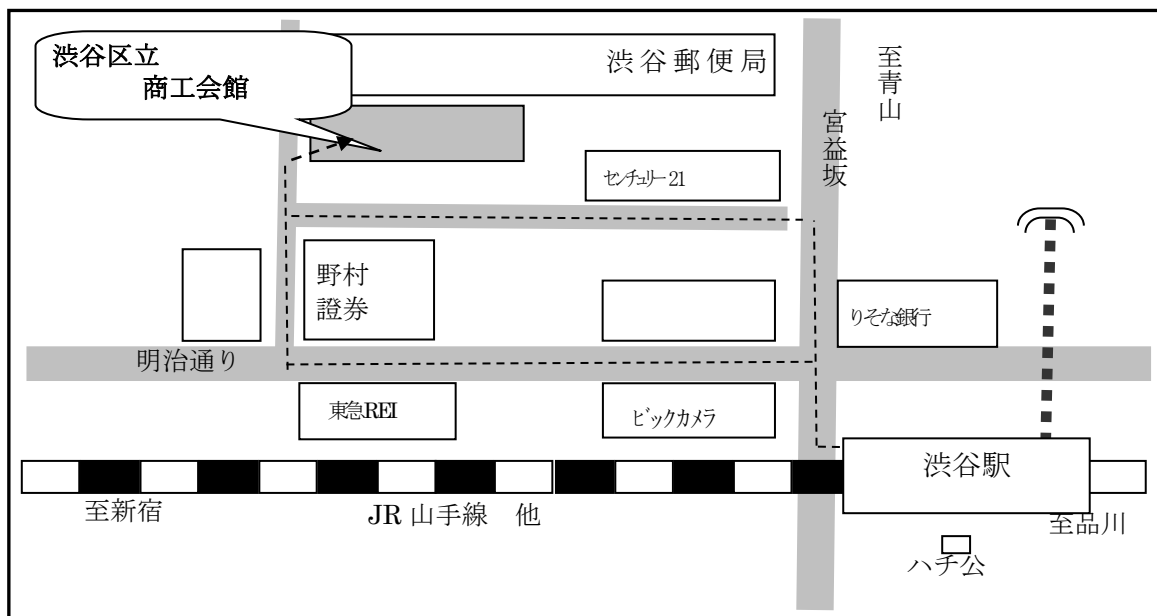 渋谷区立
商工会館
渋谷郵便局
至青山
宮益坂
センチュリー21
野村
證券
りそな銀行
明治通り
東急REI
ビックカメラ
渋谷駅
至新宿
JR 山手線　他
至品川
ハチ公